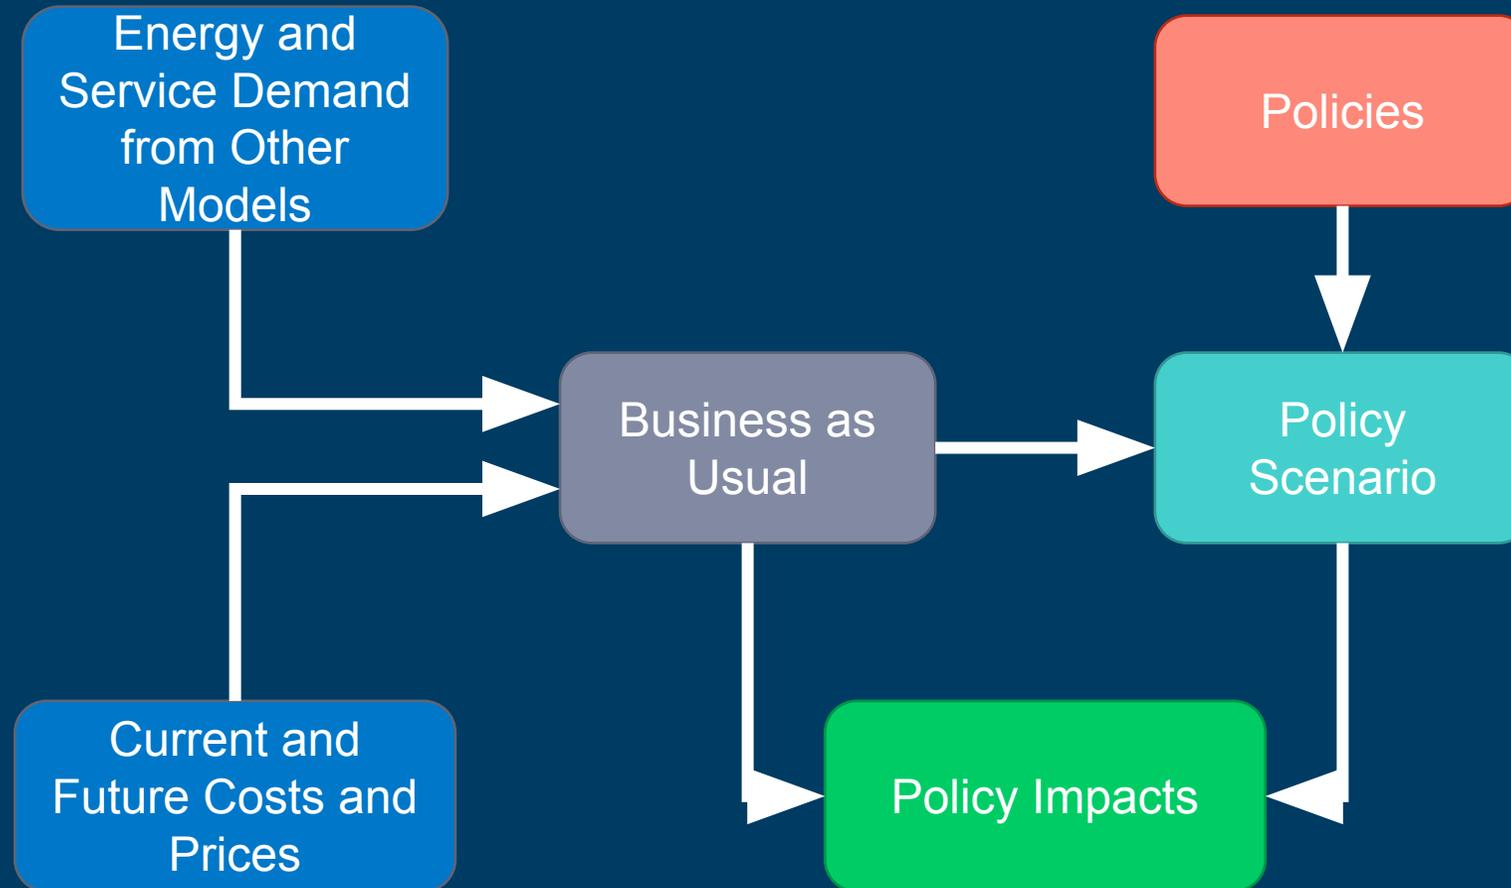 Energy and
Service Demand
from Other
Models
Policies
Business as
Usual
Policy
Scenario
Current and
Future Costs and
Prices
Policy Impacts